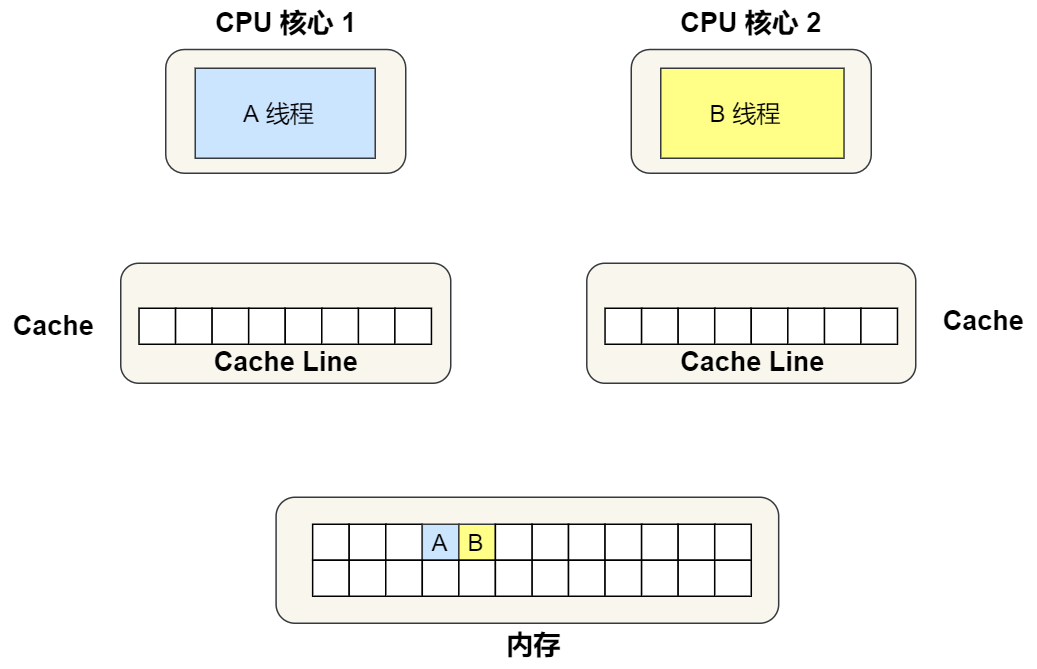 CPU 核心 1
CPU 核心 2
A 线程
B 线程
Cache
Cache Line
Cache Line
Cache
A
B
内存